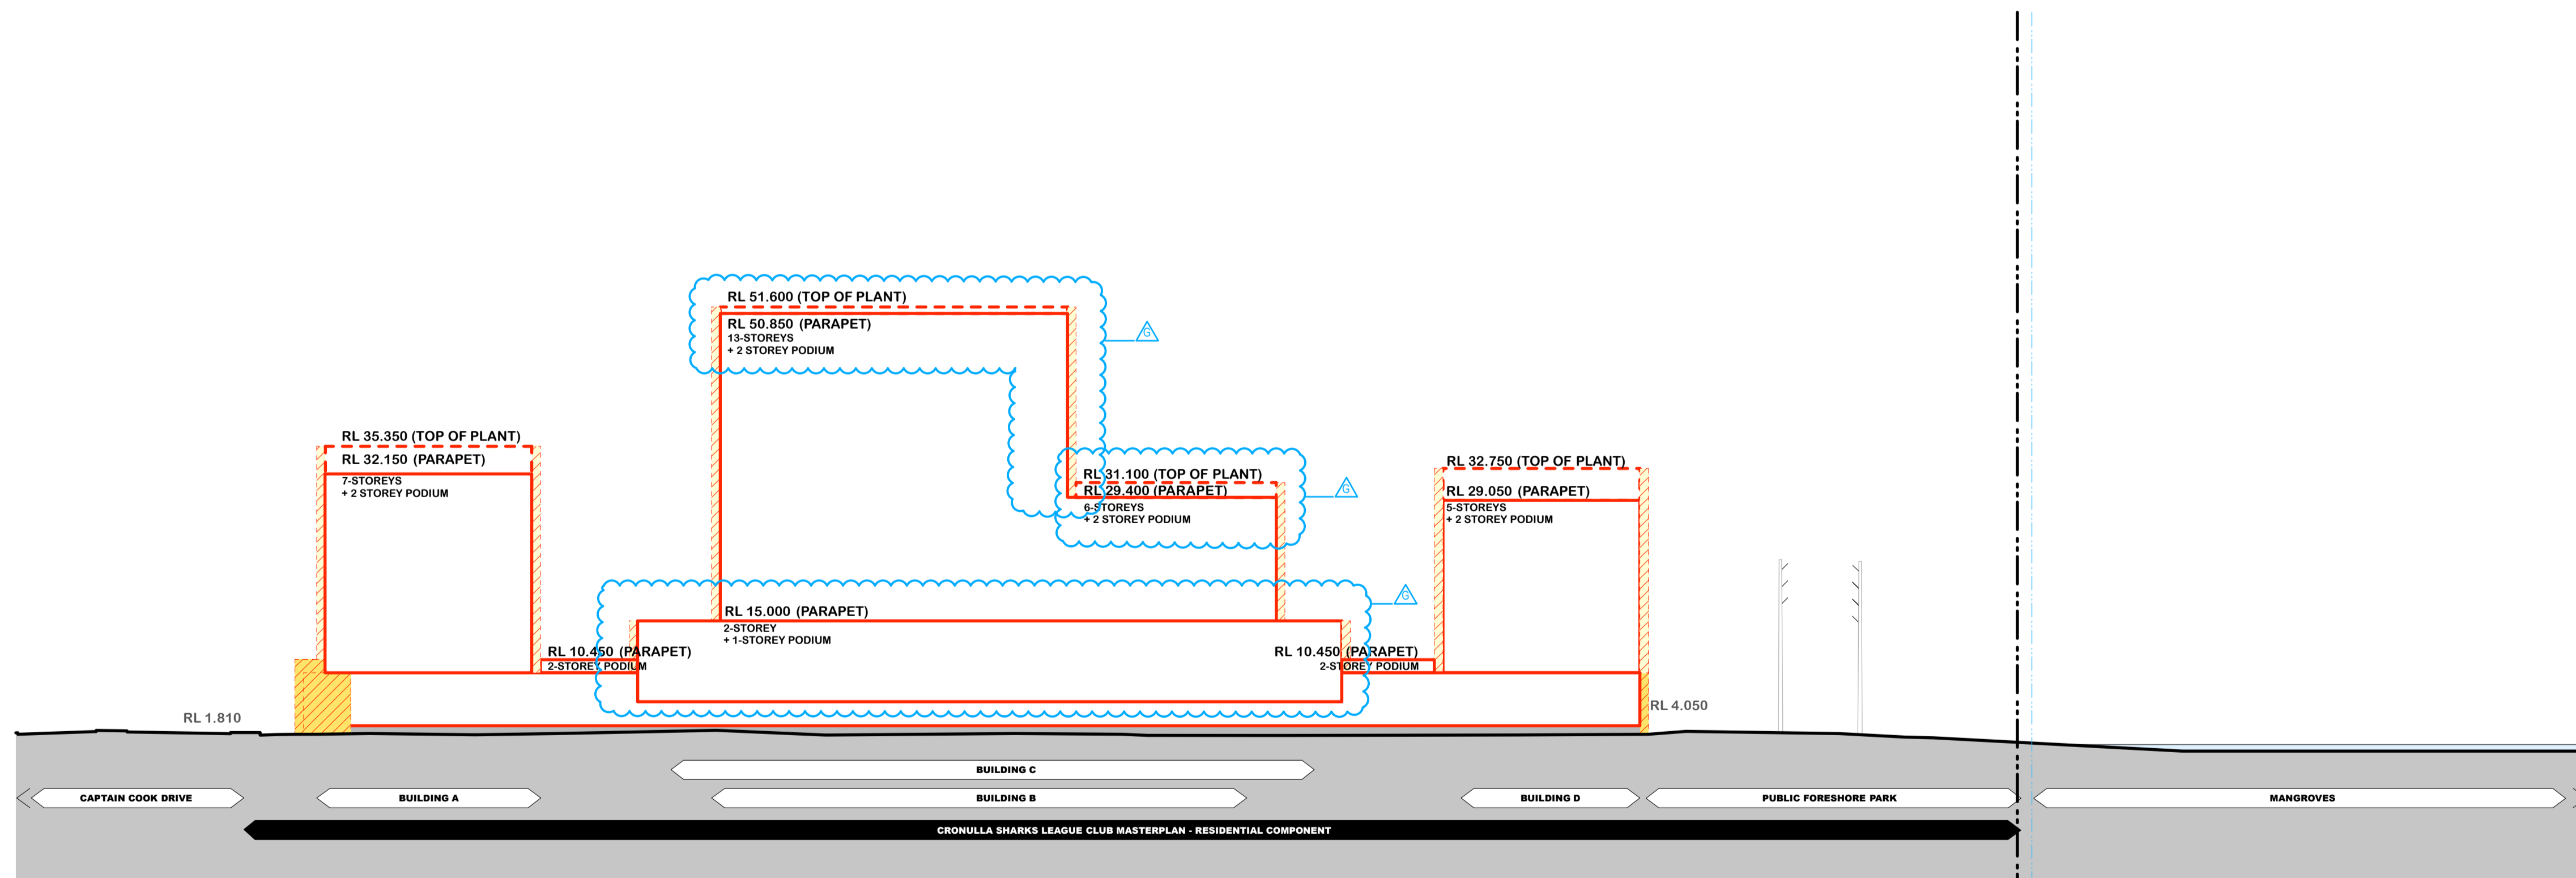 RL 51.600 (TOP OF PLANT)
RL 50.850 (PARAPET)
13-STOREYS
+ 2 STOREY PODIUM
G
RL 35.350 (TOP OF PLANT)
RL 32.150 (PARAPET)
7-STOREYS
+ 2 STOREY PODIUM
RL 31.100 (TOP OF PLANT)
RL 29.400 (PARAPET)
6-STOREYS
+ 2 STOREY PODIUM
G
RL 32.750 (TOP OF PLANT)
RL 29.050 (PARAPET)
5-STOREYS
+ 2 STOREY PODIUM
G
RL 15.000 (PARAPET)
2-STOREY
+ 1-STOREY PODIUM
RL 10.450 (PARAPET)
2-STOREY PODIUM
RL 10.450 (PARAPET)
2-STOREY PODIUM
RL 1.810
RL 4.050
BUILDING C
CAPTAIN COOK DRIVE
BUILDING A
BUILDING B
BUILDING D
PUBLIC FORESHORE PARK
MANGROVES
CRONULLA SHARKS LEAGUE CLUB MASTERPLAN - RESIDENTIAL COMPONENT